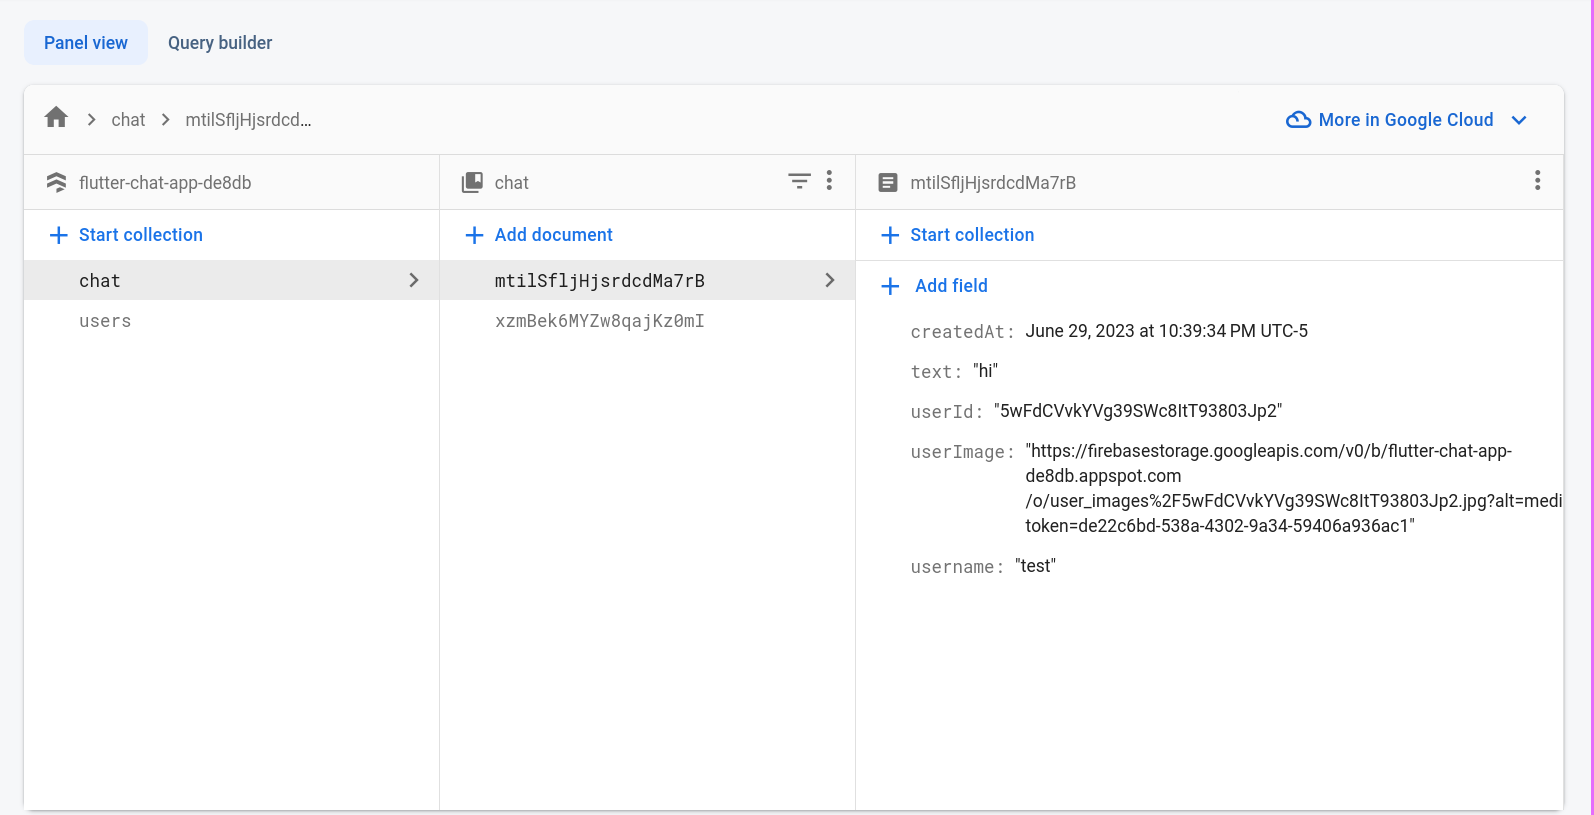 Panel view
Query builder
chat
mtilSfljHjsrdcd...
More in Google Cloud
flutter-chat-app-de8db
chat
mtilSfljHjsrdcdMa7rB
Start collection
Add document
Start collection
chat
mtilSfljHjsrdcdMa7rB
Add field
users
xzmBek6MYZw8qajKz0mI
createdAt: June 29, 2023 at 10:39:34 PM UTC-5
text: "hi"
userId: "5wFdCVvkYVg39SWc8ItT93803Jp2"
userImage: "https://firebasestorage.googleapis.com/v0/b/flutter-chat-app-
de8db.appspot.com
/o/user_images%2F5wFdCVvkYVg39SWc8ItT93803Jp2.jpg?alt=medi
token=de22c6bd-538a-4302-9a34-59406a936ac1"
username: "test"